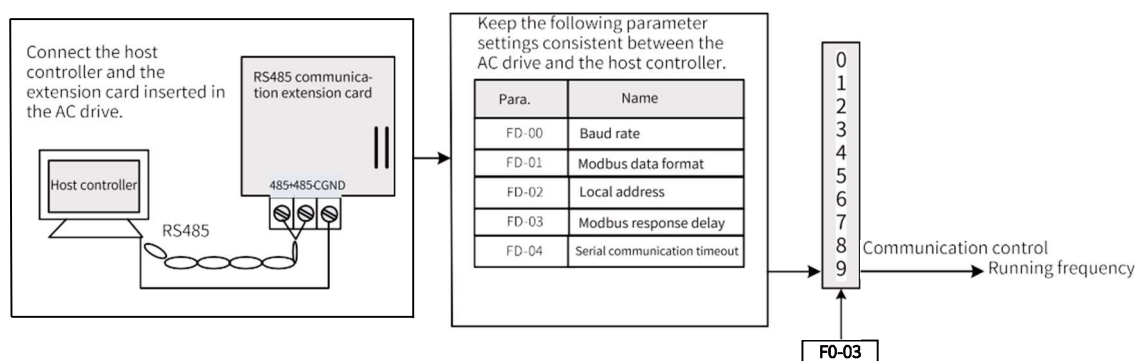 Connect the host
controller and the
extension card inserted in
the AC drive.
RS485 communica-
tion extension card
485+485-CGND
Host controller
RS485
Keep the following parameter
settings consistent between the
AC drive and the host controller.
Para. Name
FD-00 Baud rate
FD-01 Modbus data format
FD-02 Local address
FD-03 Modbus response delay
FD-04 Serial communication timeout
0
1
2
3
4
5
6
7
8
9
Communication control
Running frequency
F0-03